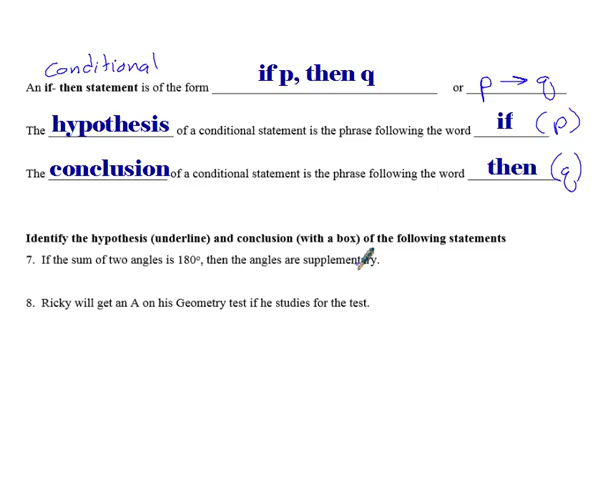 Conditional
An if- then statement is of the form if p, then q or p → q
The hypothesis of a conditional statement is the phrase following the word if (p)
The conclusion of a conditional statement is the phrase following the word then (q)
Identify the hypothesis (underline) and conclusion (with a box) of the following statements
7. If the sum of two angles is 180°, then the angles are supplementary.
8. Ricky will get an A on his Geometry test if he studies for the test.